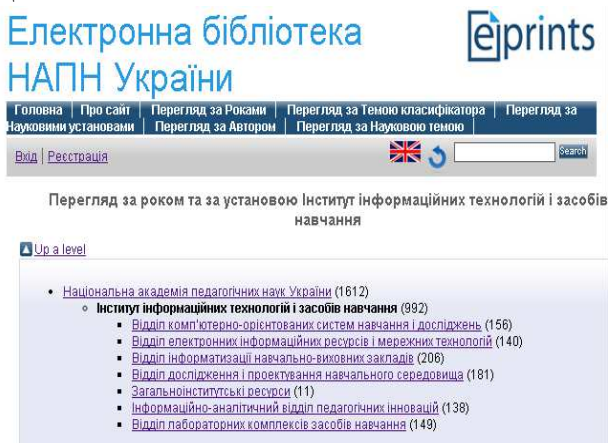 Електронна бібліотека
НАПН України
eprints
Головна | Про сайт | Перегляд за Роками | Перегляд за Темою класифікатора | Перегляд за
Науковими установами | Перегляд за Автором | Перегляд за Науковою темою |
Вхід | Реєстрація
Search
Перегляд за роком та за установою Інститут інформаційних технологій і засобів
навчання
Up a level
• Національна академія педагогічних наук України (1612)
Інститут інформаційних технологій і засобів навчання (992)
Відділ комп'ютерно-орієнтованих систем навчання і досліджень (156)
Відділ електронних інформаційних ресурсів і мережних технологій (140)
Відділ інформатизації навчально-виховних закладів (206)
Відділ дослідження і проектування навчального середовища (181)
Загальноінститутські ресурси (11)
Інформаційно-аналітичний відділ педагогічних інновацій (138)
Відділ лабораторних комплексів засобів навчання (149)